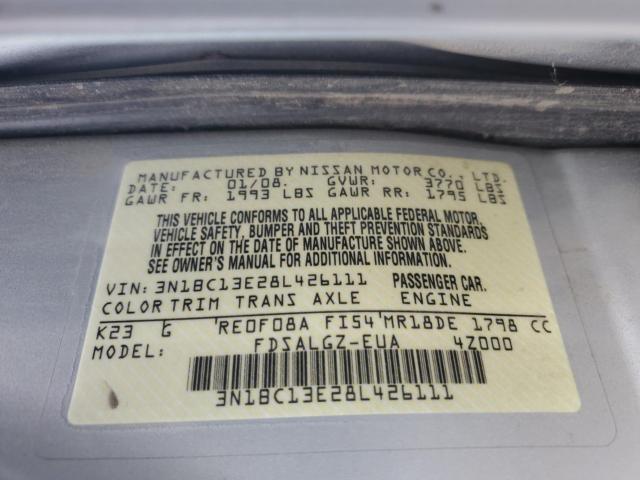 MANUFACTURED BY NISSAN MOTOR CO., LTD.
DATE: 01/08. GVWR: 3770 LBS
GAWR FR: 1993 LBS GAWR RR: 1795 LBS
THIS VEHICLE CONFORMS TO ALL APPLICABLE FEDERAL MOTOR
VEHICLE SAFETY, BUMPER AND THEFT PREVENTION STANDARDS
IN EFFECT ON THE DATE OF MANUFACTURE SHOWN ABOVE.
SEE OWNER'S MANUAL FOR ADDITIONAL INFORMATION.
VIN: 3N1BC13E28L426111 PASSENGER CAR.
COLOR TRIM TRANS AXLE ENGINE
K23 G RE0F08A FI54 MR18DE 1798 CC
MODEL: FDSALGZ-EUA 4Z000
3N1BC13E28L426111